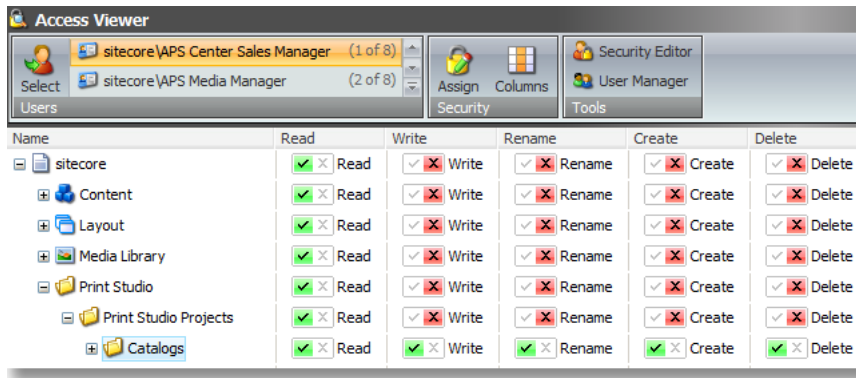 Access Viewer
sitecore\APS Center Sales Manager (1 of 8)
sitecore\APS Media Manager (2 of 8)
Select
Users
Assign Columns
Security
Security Editor
User Manager
Tools
Name Read Write Rename Create Delete
sitecore Read Write Rename Create Delete
Content Read Write Rename Create Delete
Layout Read Write Rename Create Delete
Media Library Read Write Rename Create Delete
Print Studio Read Write Rename Create Delete
Print Studio Projects Read Write Rename Create Delete
Catalogs Read Write Rename Create Delete